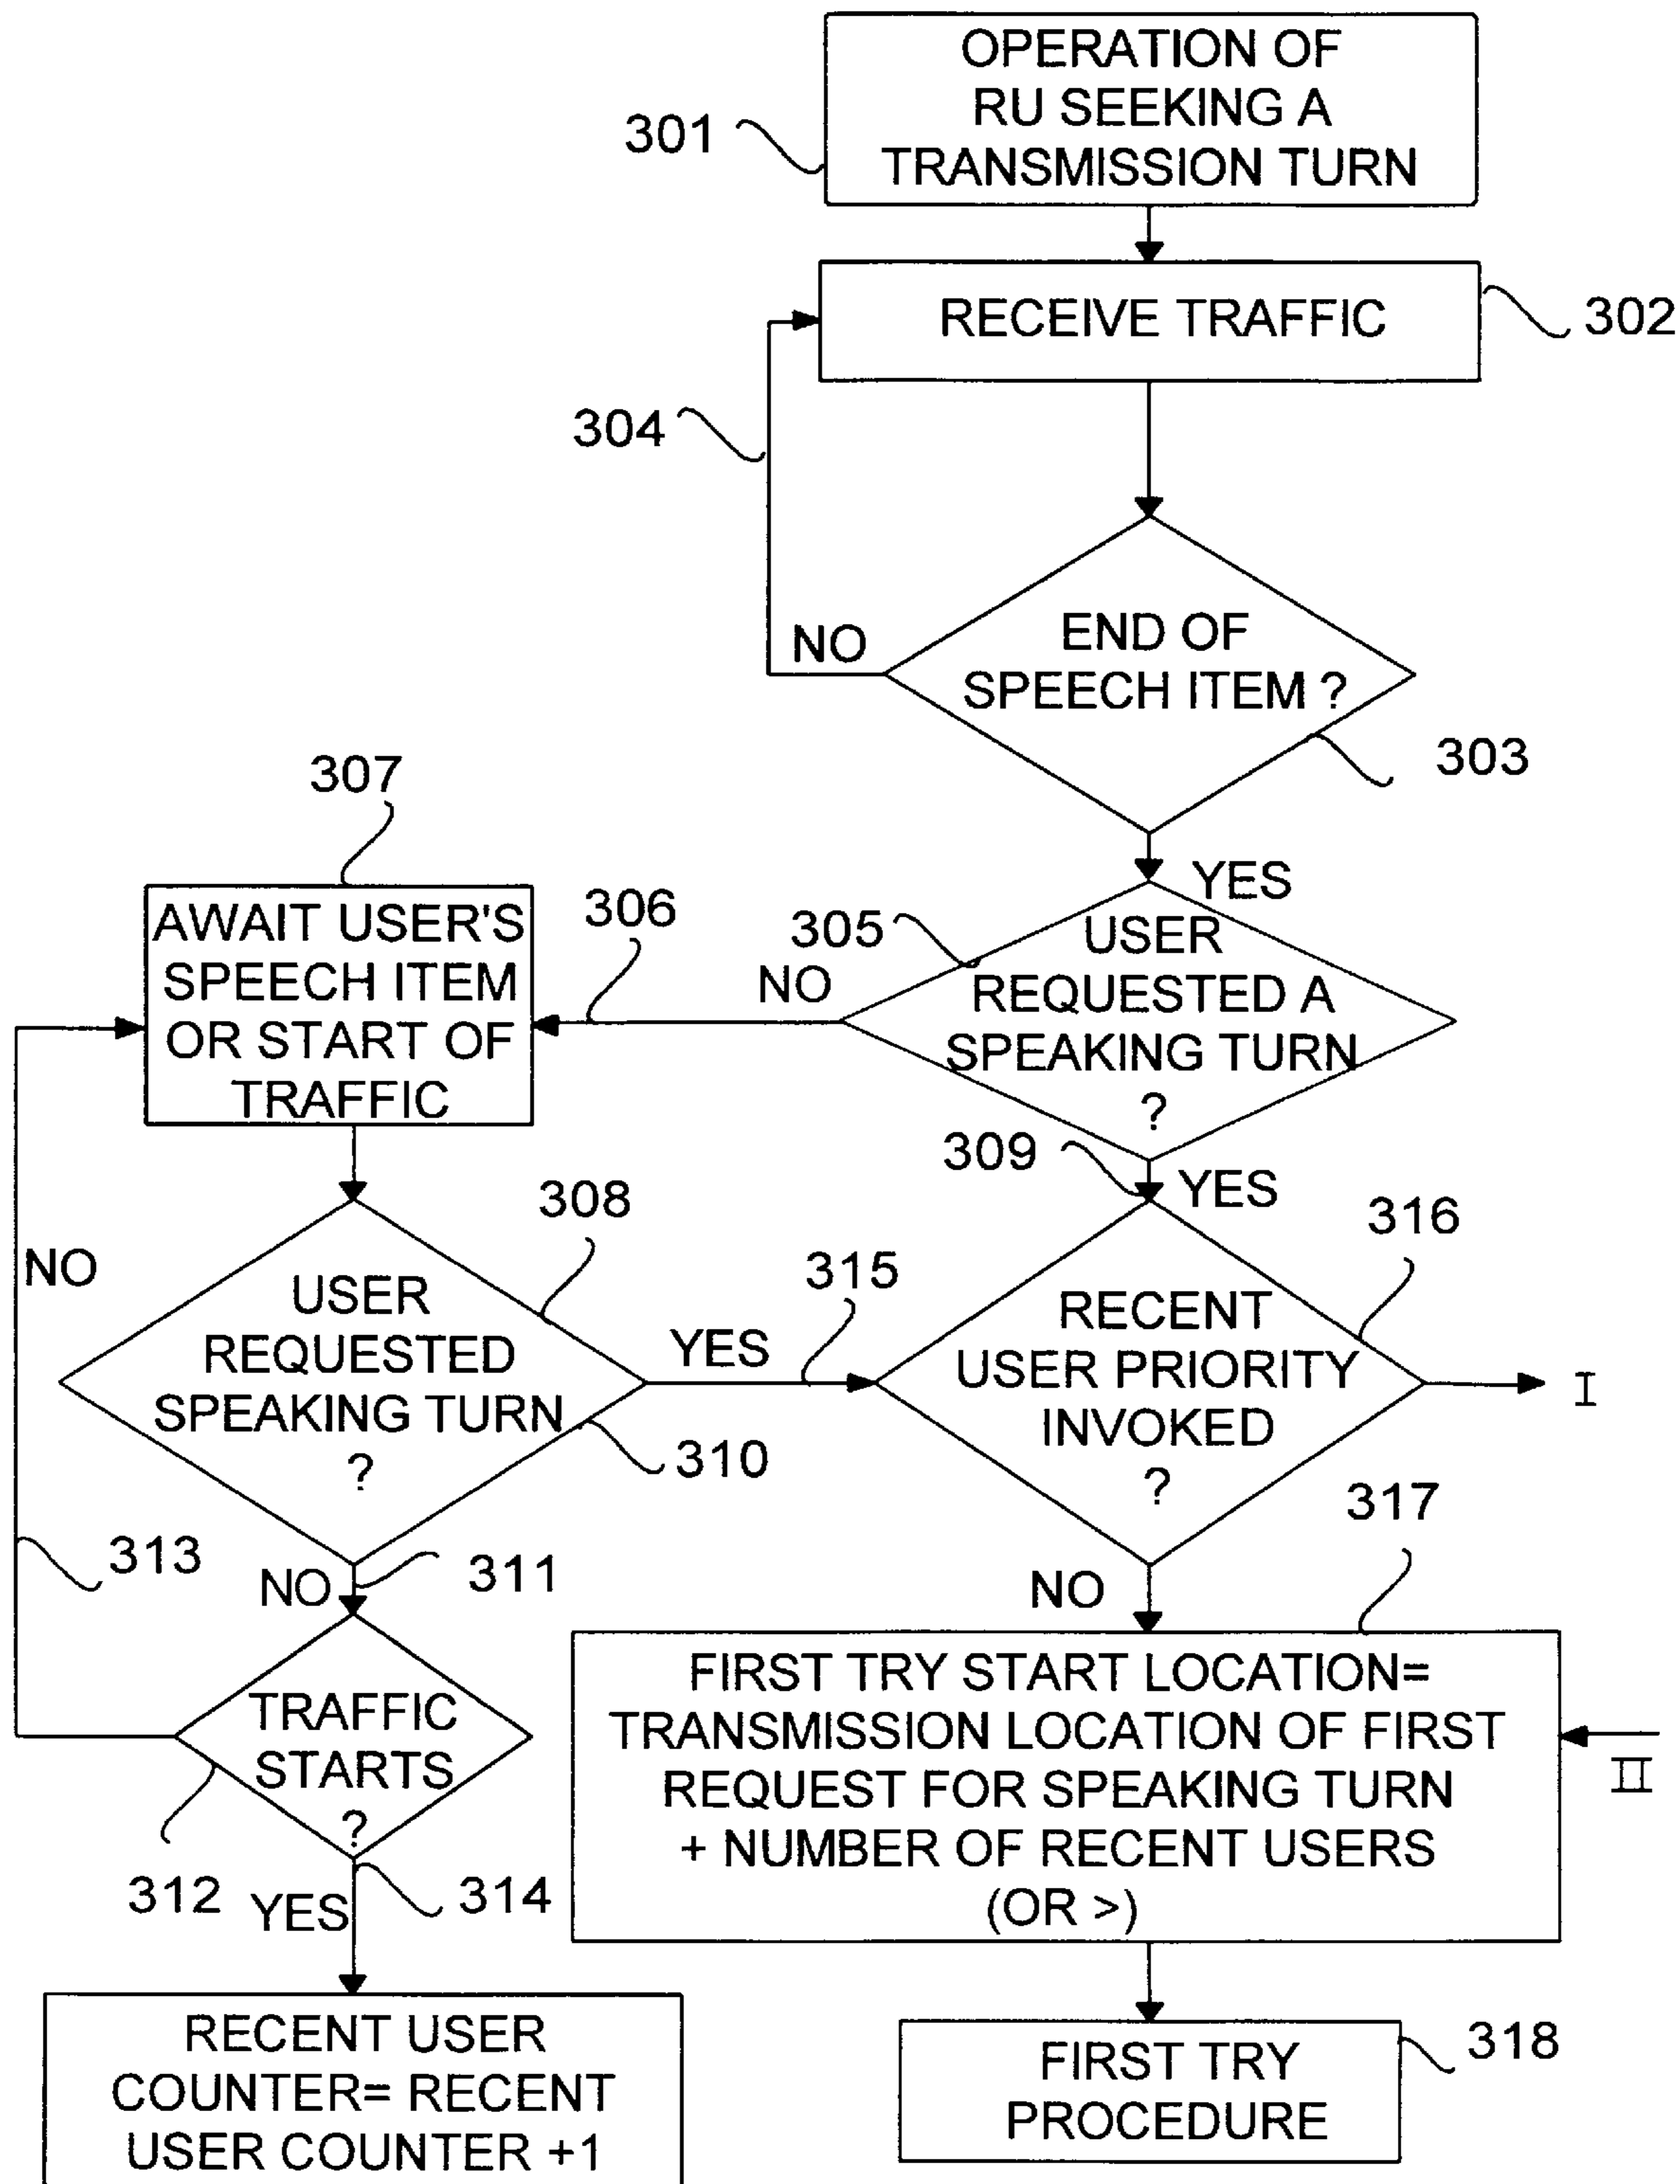 OPERATION OF
RU SEEKING A
TRANSMISSION TURN
301
RECEIVE TRAFFIC
302
304
NO
END OF
SPEECH ITEM ?
303
YES
307
AWAIT USER'S
SPEECH ITEM
OR START OF
TRAFFIC
306
NO
305
USER
REQUESTED A
SPEAKING TURN
?
309
YES
NO
308
USER
REQUESTED
SPEAKING TURN
?
310
YES
315
316
RECENT
USER PRIORITY
INVOKED
?
I
313
NO
311
NO
317
TRAFFIC
STARTS
?
312
YES
314
FIRST TRY START LOCATION=
TRANSMISSION LOCATION OF FIRST
REQUEST FOR SPEAKING TURN
+ NUMBER OF RECENT USERS
(OR >)
II
RECENT USER
COUNTER= RECENT
USER COUNTER +1
FIRST TRY
PROCEDURE
318